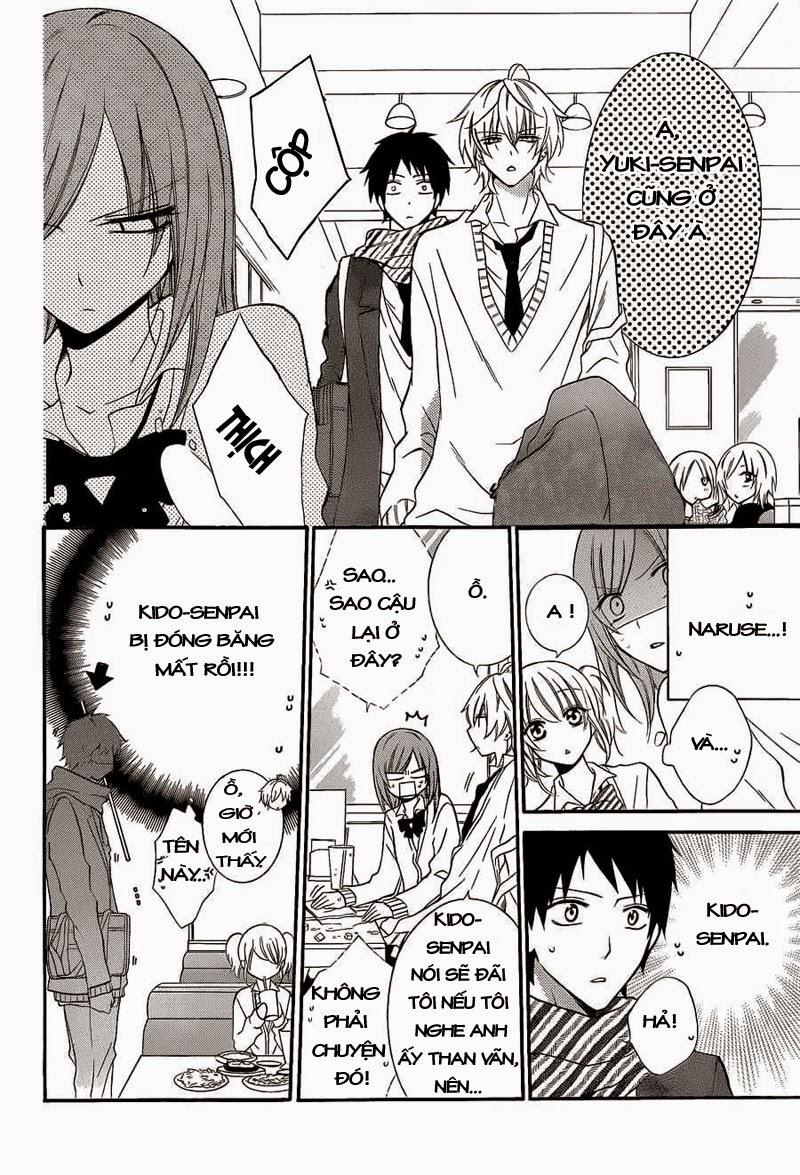 A,
YUKI-SENPAI
CUNG Ở
ĐÂY À.
CỘP
THỊCH
NARUSE...!
A !
VÀ...
Ồ.
SAO...
SAO CẬU
LẠI Ở
ĐÂY?
KIDO-SENPAI
BỊ ĐÓNG BĂNG
MẤT RỒI!!!
KIDO-
SENPAI.
HẢ!
KIDO-
SENPAI
NÓI SẼ ĐÃI
TÔI NẾU TÔI
NGHE ANH
ẤY THAN VÃN,
NÊN...
KHÔNG
PHẢI
CHUYỆN
ĐÓ!
Ồ,
GIỜ
MỚI
THẤY
TÊN
NÀY...